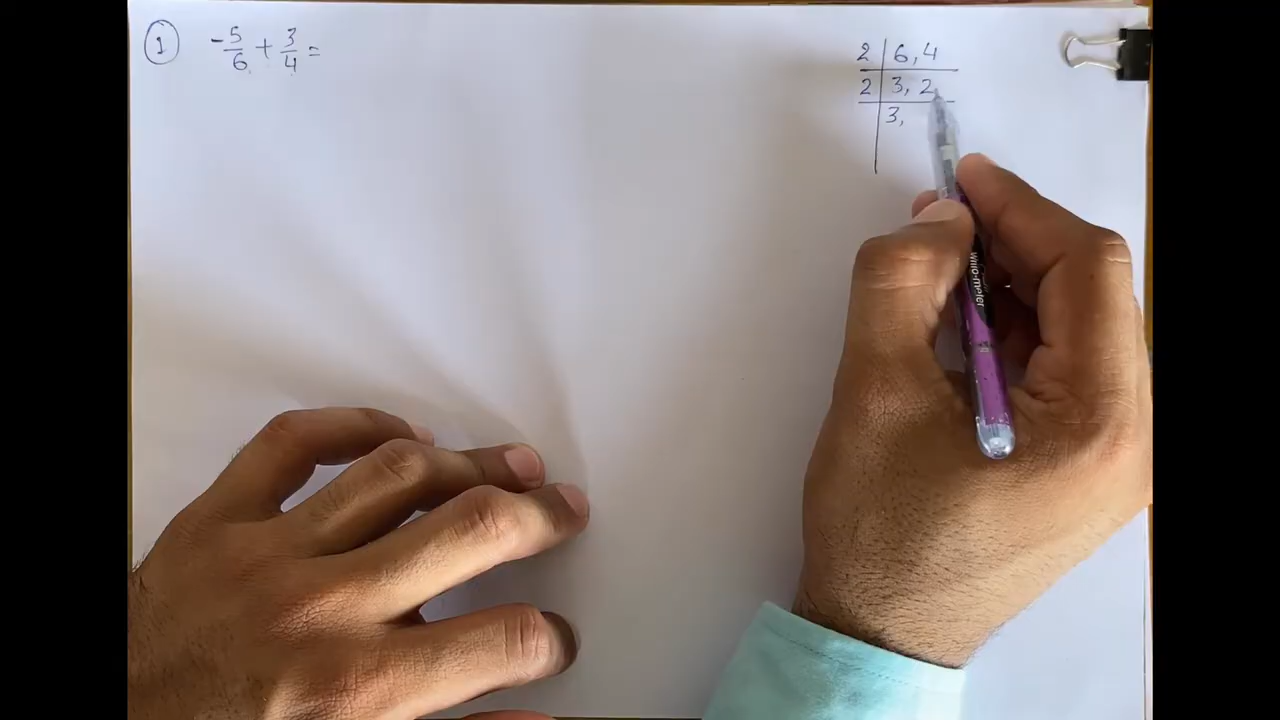 1 -5/6 + 3/4 =
2 | 6, 4
2 | 3, 2
| 3,